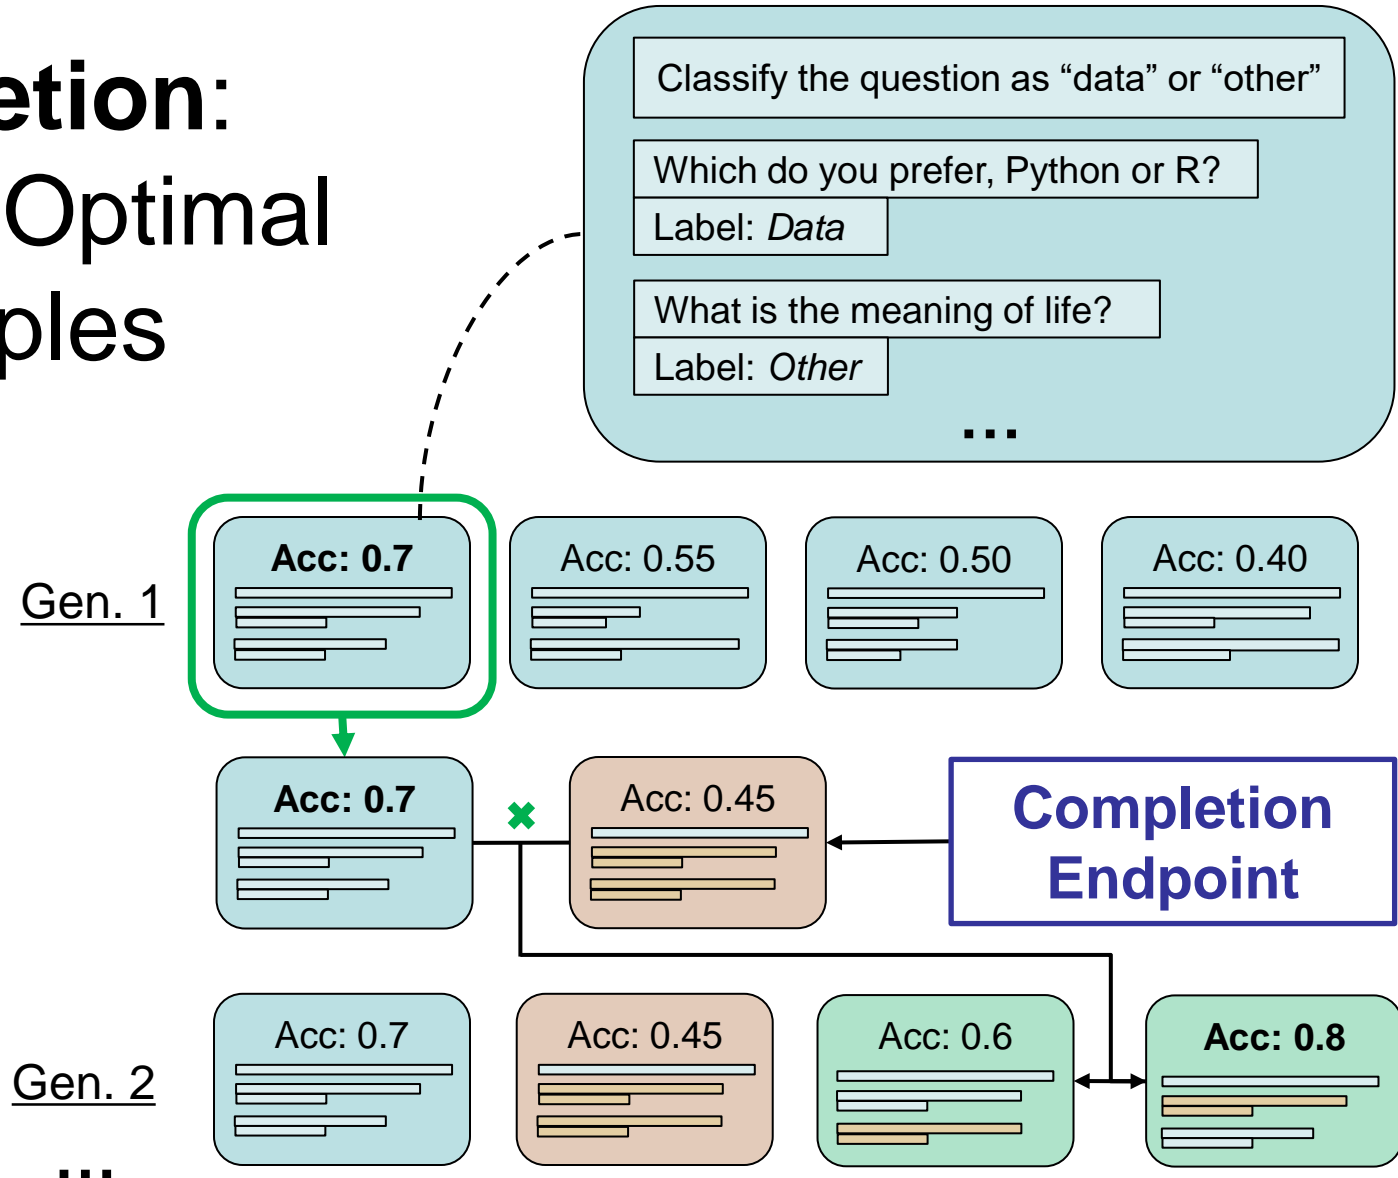 etion:
Optimal
ples
Classify the question as “data” or “other”
Which do you prefer, Python or R?
Label: Data
What is the meaning of life?
Label: Other
...
Gen. 1
Acc: 0.7
Acc: 0.55
Acc: 0.50
Acc: 0.40
Acc: 0.7
Acc: 0.45
Completion
Endpoint
Gen. 2
Acc: 0.7
Acc: 0.45
Acc: 0.6
Acc: 0.8
...